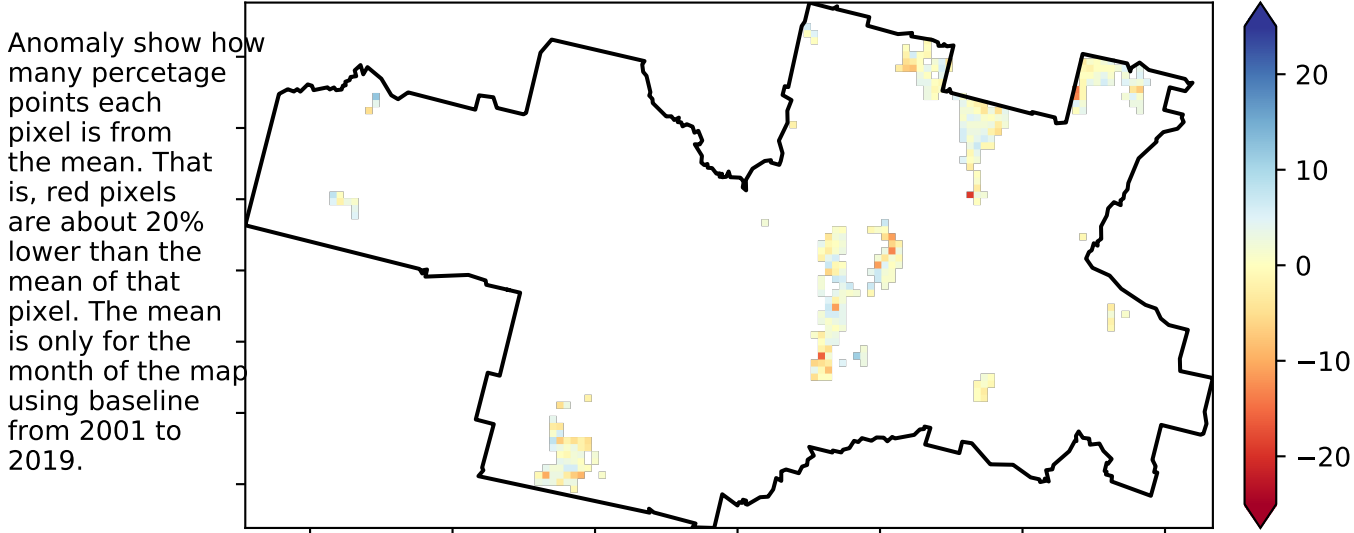 Anomaly show how
many percetage
points each
pixel is from
the mean. That
is, red pixels
are about 20%
lower than the
mean of that
pixel. The mean
is only for the
month of the map
using baseline
from 2001 to
2019.
20
10
0
−10
−20